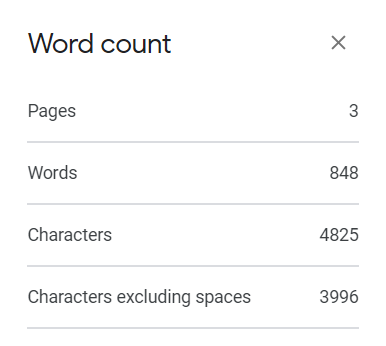 Word count
Pages 3
Words 848
Characters 4825
Characters excluding spaces 3996